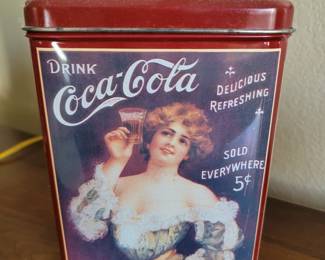 DRINK
Coca-Cola
DELICIOUS
REFRESHING
SOLD
EVERYWHERE
5¢